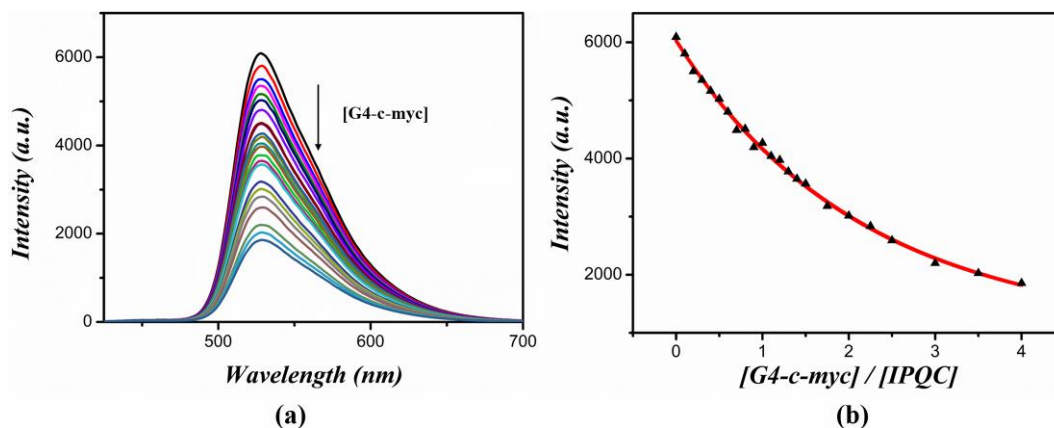 6000
4000
2000
0
Intensity (a.u.)
[G4-c-myc]
500
600
700
Wavelength (nm)
(a)
6000
4000
2000
Intensity (a.u.)
0
1
2
3
4
[G4-c-myc] / [IPQC]
(b)